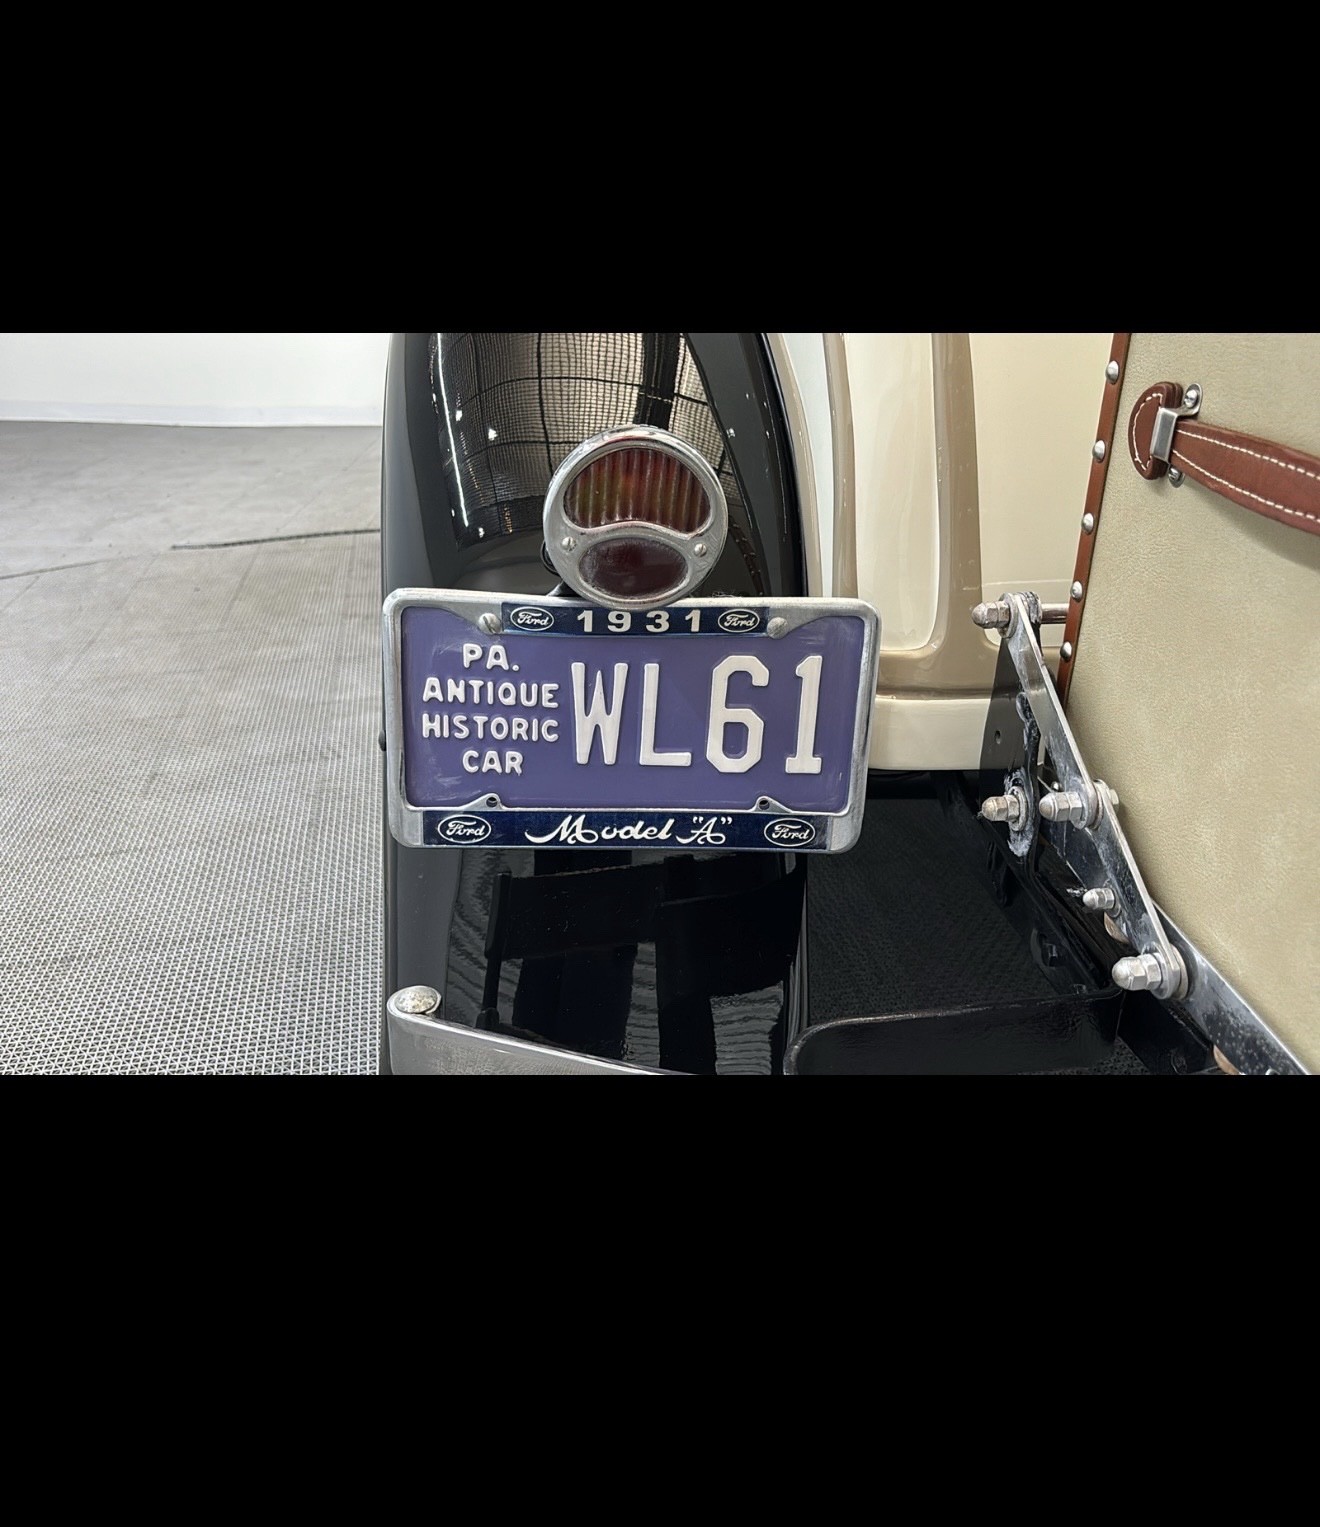 Ford 1931 Ford
PA.
ANTIQUE
HISTORIC
CAR
WL61
Ford Model "A" Ford